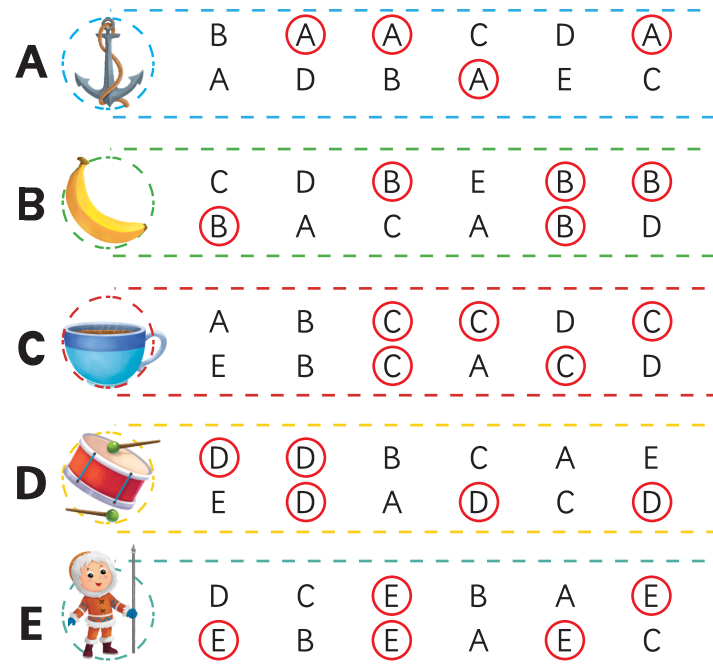 A
B A A C D A
A D B A E C
B
C D B E B B
B A C A B D
C
A B C C D C
E B C A C D
D
D D B C A E
E D A D C D
E
D C E B A E
E B E A E C